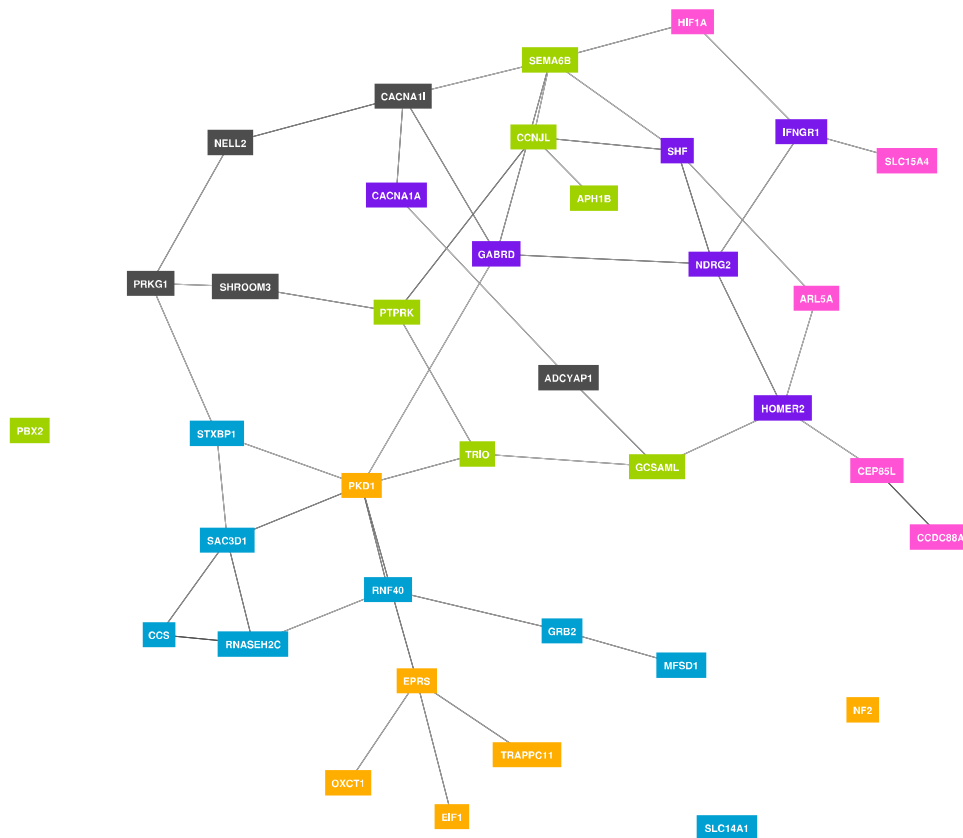 HIF1A
SEMA6B
CACNA1I
CCNJL
IFNGR1
NELL2
SHF
SLC15A4
CACNA1A
APH1B
GABRD
NDRG2
PRKG1
SHROOM3
ARL5A
PTPRK
ADCYAP1
HOMER2
PBX2
STXBP1
TRIO
GCSAML
CEP85L
PKD1
SAC3D1
CCDC88A
RNF40
CCS
RNASEH2C
GRB2
MFSD1
EPRS
NF2
TRAPPC11
OXCT1
EIF1
SLC14A1